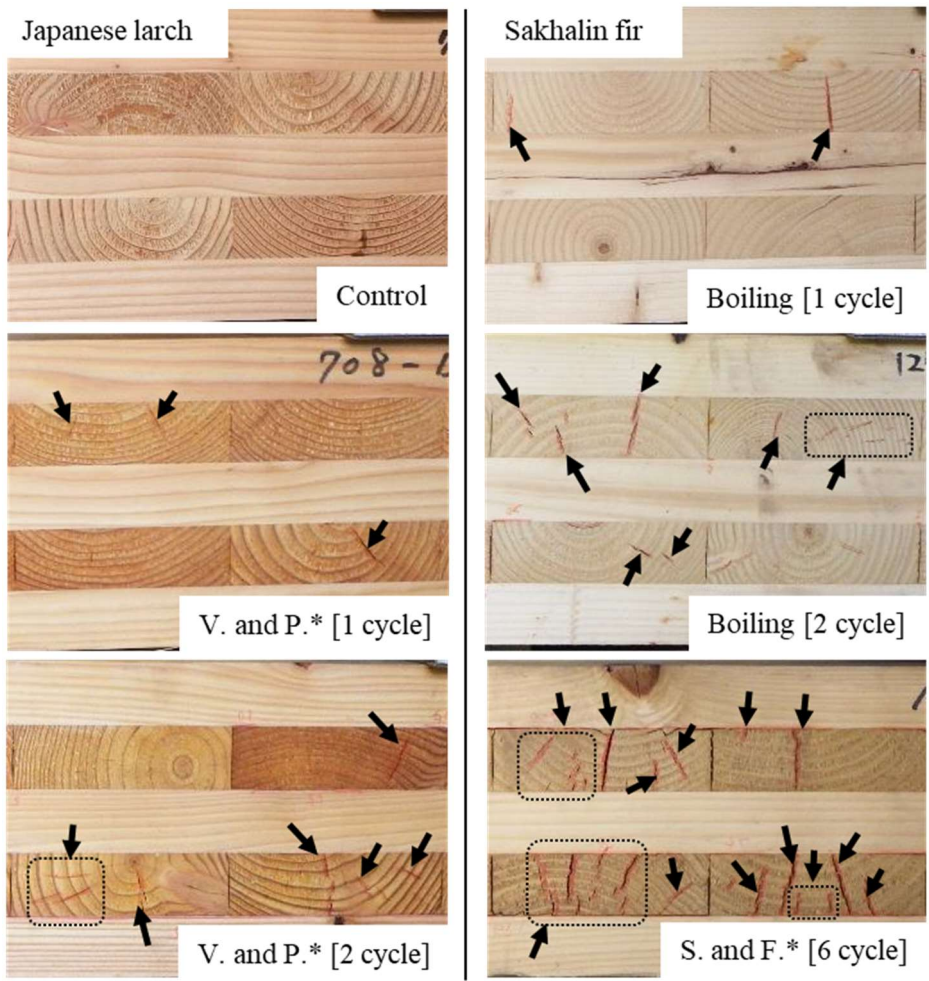 Japanese larch
Control
708-
V. and P.* [1 cycle]
V. and P.* [2 cycle]
Sakhalin fir
Boiling [1 cycle]
12
Boiling [2 cycle]
S. and F.* [6 cycle]